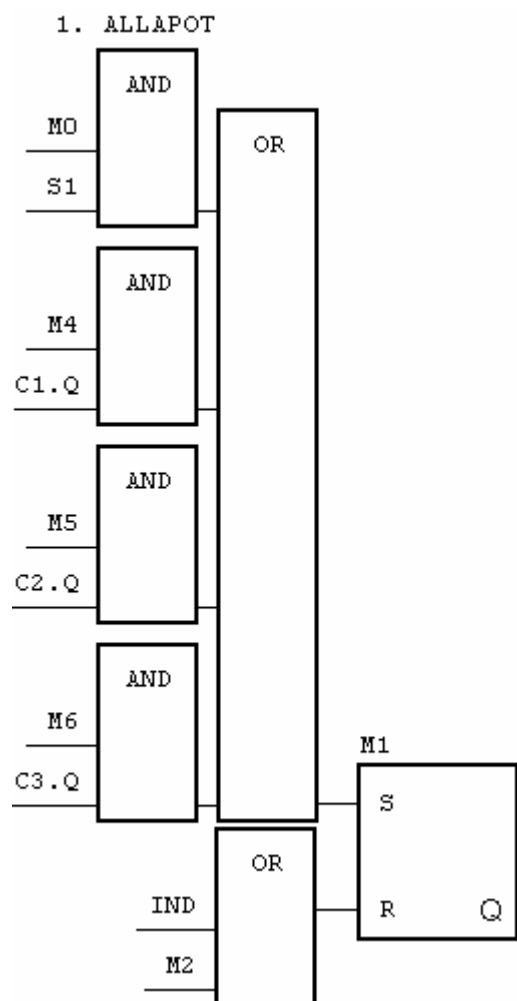 1. ALLAPOT
AND
M0
OR
S1
AND
M4
C1.Q
AND
M5
C2.Q
AND
M6
M1
C3.Q
S
OR
IND
R Q
M2